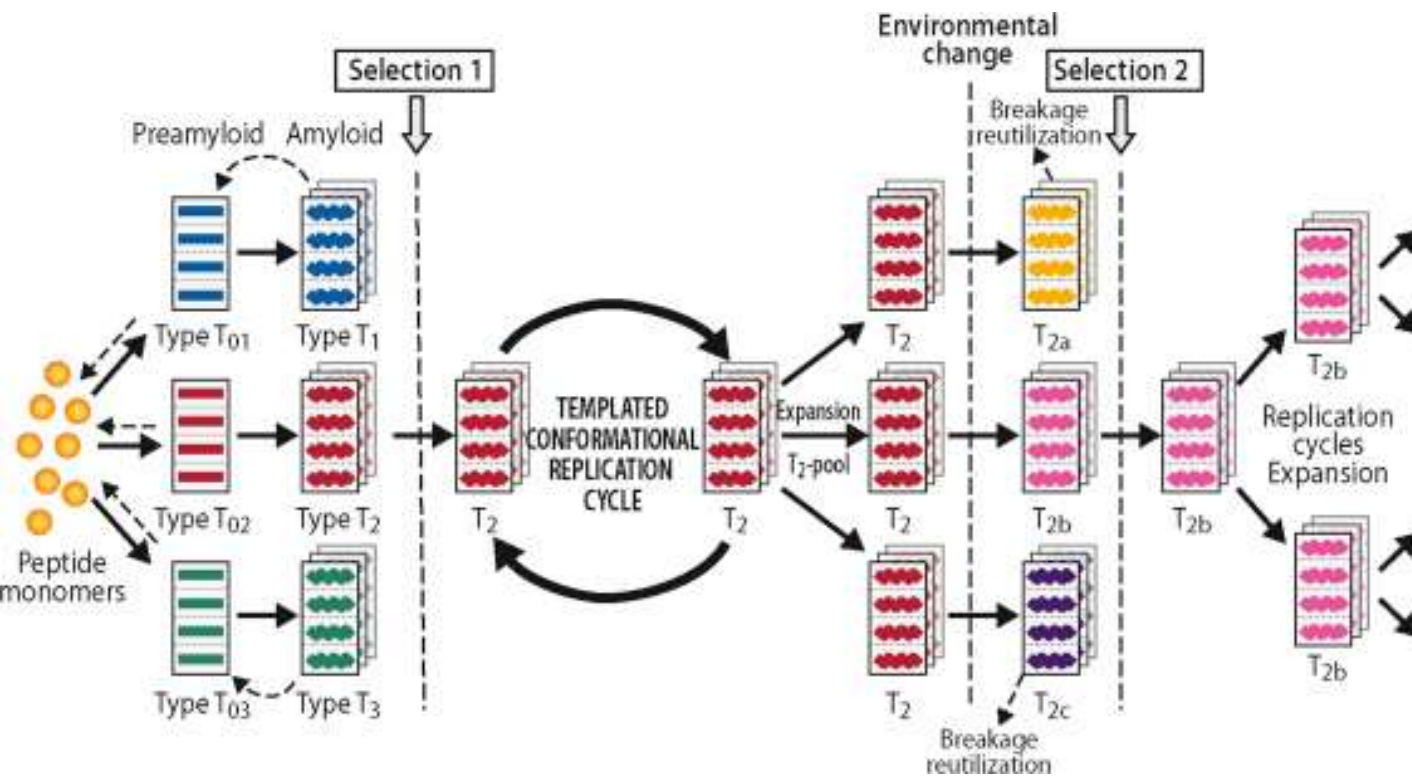 Environmental
change
Selection 1
Selection 2
Breakage
reutilization
Preamyloid
Amyloid
Type T01
Type T1
T2
T2a
T2b
TEMPLATED
CONFORMATIONAL
REPLICATION
CYCLE
Expansion
T2-pool
Replication
cycles
Expansion
Type T02
Type T2
T2
T2
T2
T2b
T2b
Peptide
monomers
Type T03
Type T3
T2
T2c
T2b
Breakage
reutilization